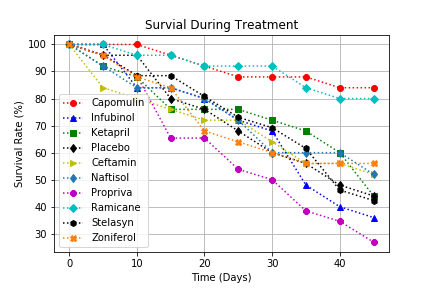 Survial During Treatment
100
90
80
70
60
50
40
30
Survival Rate (%)
Capomulin
Infubinol
Ketapril
Placebo
Ceftamin
Naftisol
Propriva
Ramicane
Stelasyn
Zoniferol
0
10
20
30
40
Time (Days)